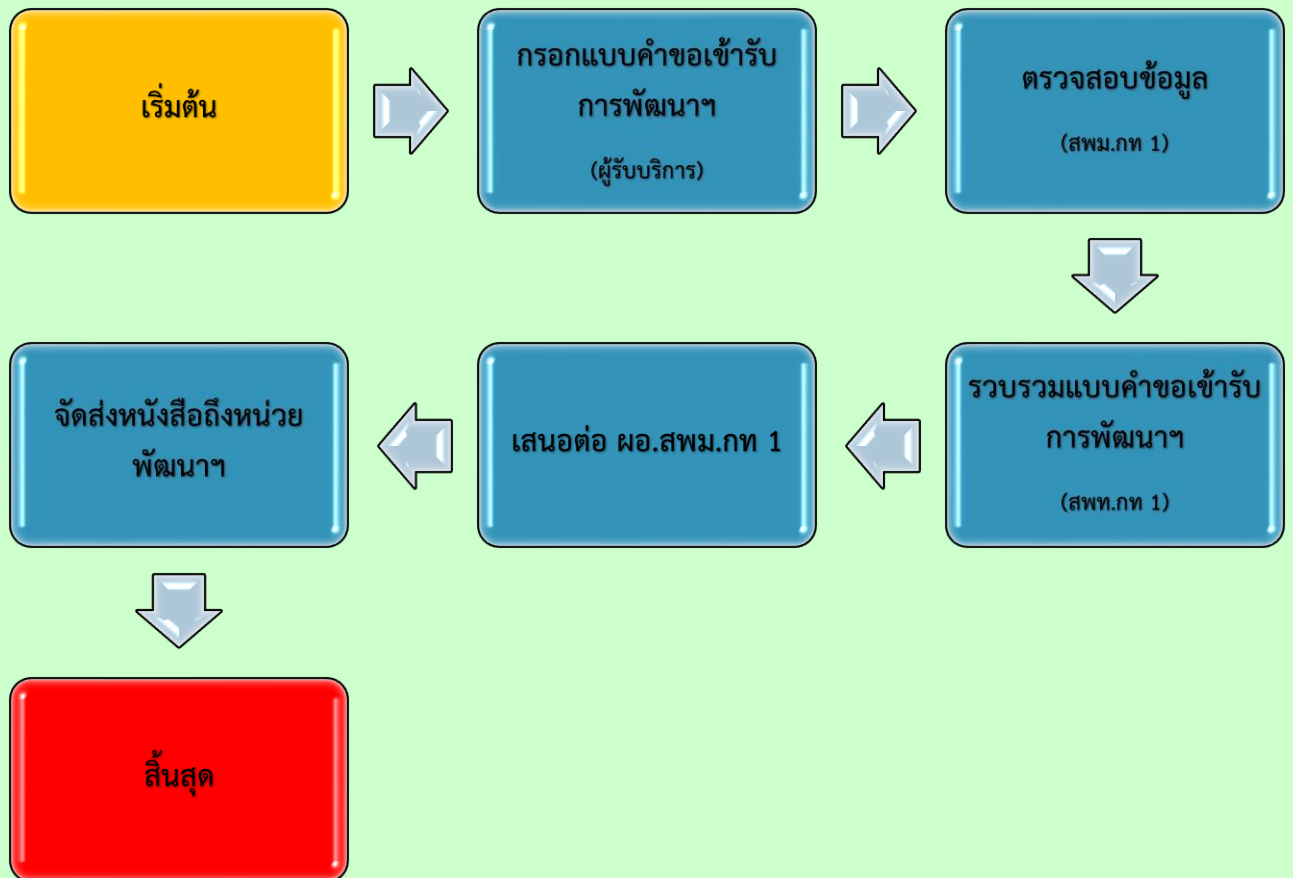 เริ่มต้น
กรอกแบบคำขอเข้ารับ
การพัฒนาฯ
(ผู้รับบริการ)
ตรวจสอบข้อมูล
(สพม.กท 1)
รวบรวมแบบคำขอเข้ารับ
การพัฒนาฯ
(สพท.กท 1)
เสนอต่อ ผอ.สพม.กท 1
จัดส่งหนังสือถึงหน่วย
พัฒนาฯ
สิ้นสุด